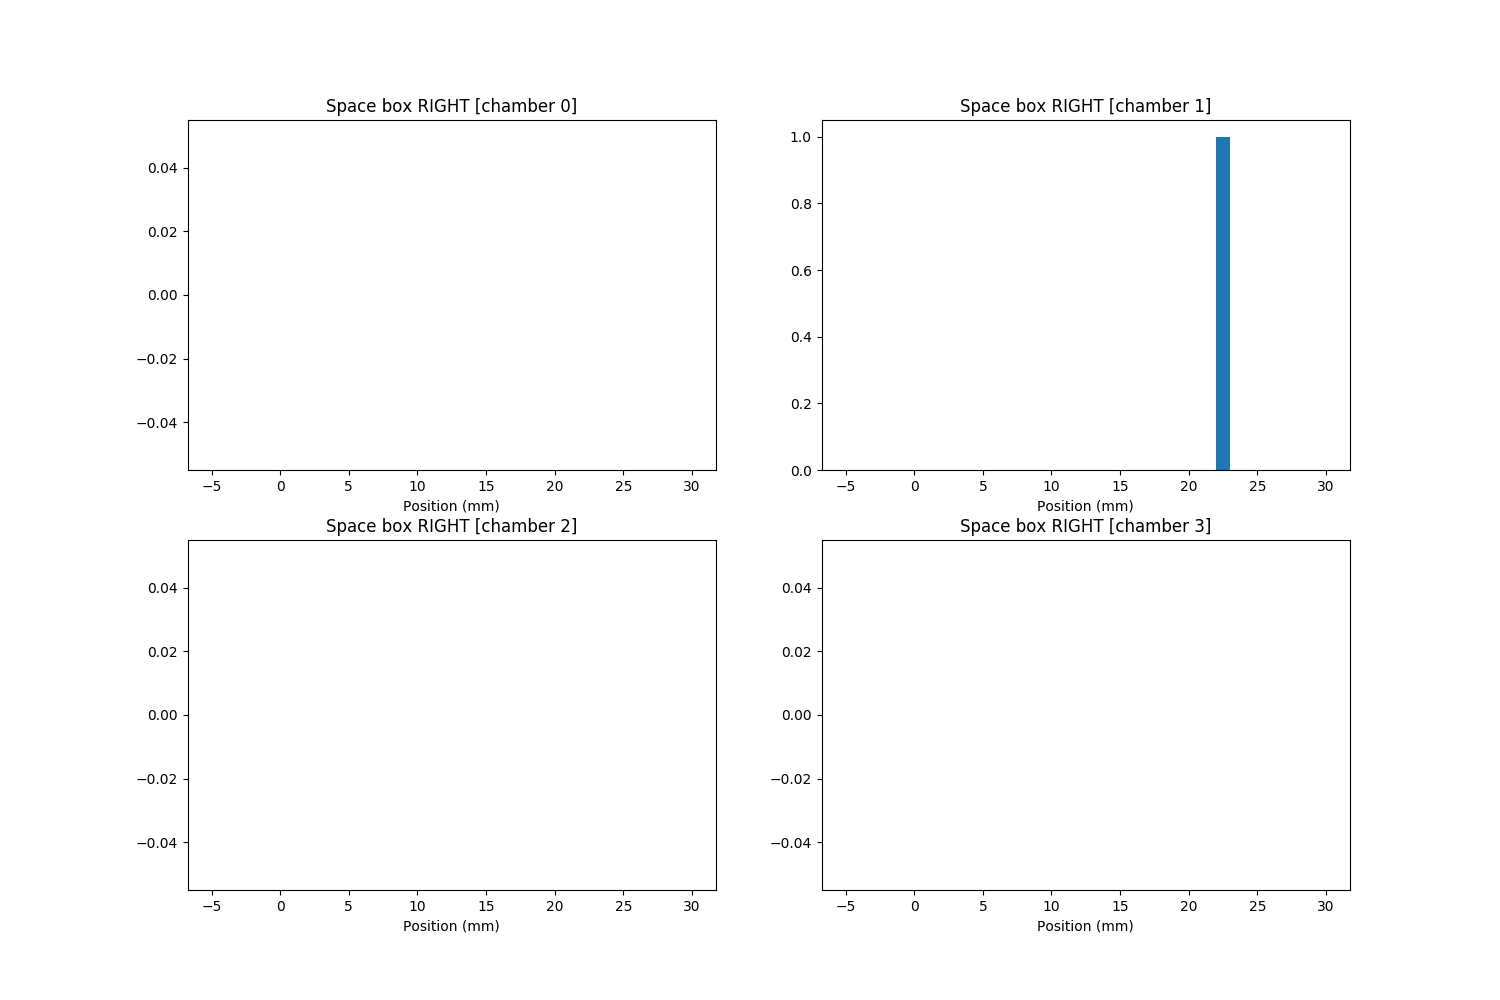 Space box RIGHT [chamber 0]
0.04
0.02
0.00
−0.02
−0.04
−5 0 5 10 15 20 25 30
Position (mm)
Space box RIGHT [chamber 1]
1.0
0.8
0.6
0.4
0.2
0.0
−5 0 5 10 15 20 25 30
Position (mm)
Space box RIGHT [chamber 2]
0.04
0.02
0.00
−0.02
−0.04
−5 0 5 10 15 20 25 30
Position (mm)
Space box RIGHT [chamber 3]
0.04
0.02
0.00
−0.02
−0.04
−5 0 5 10 15 20 25 30
Position (mm)